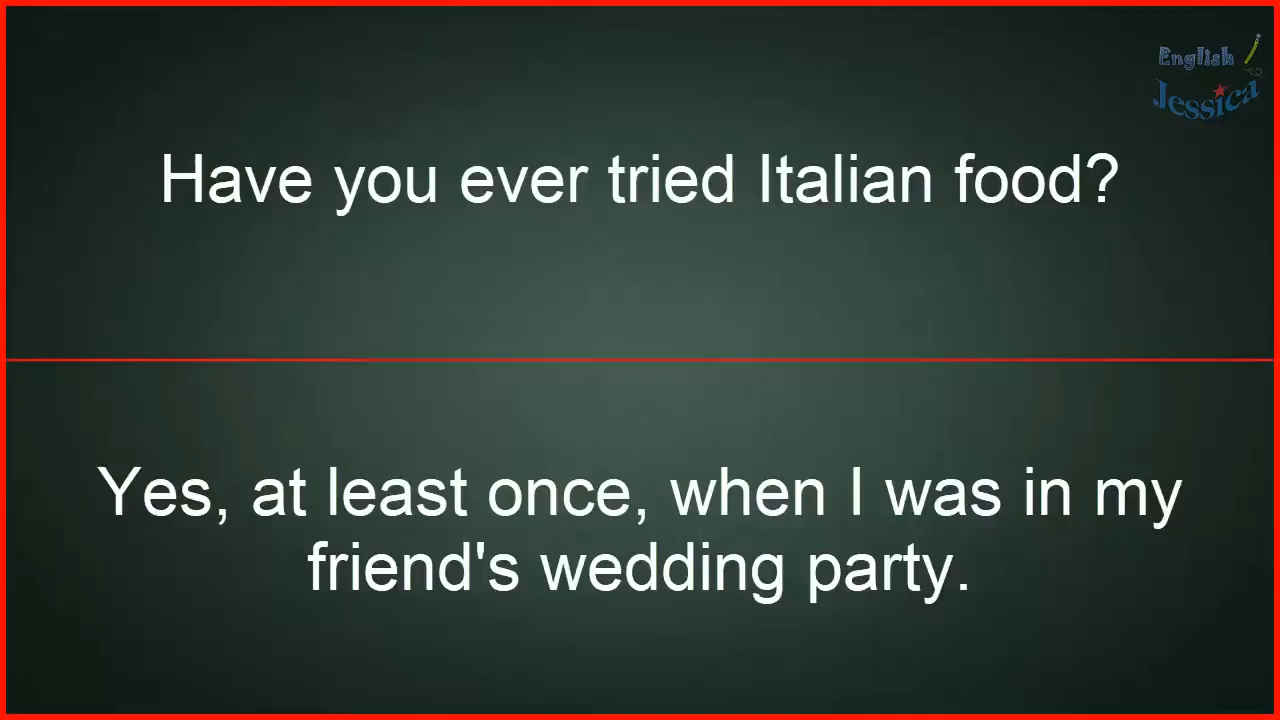 English
Jessica
Have you ever tried Italian food?
Yes, at least once, when I was in my
friend's wedding party.